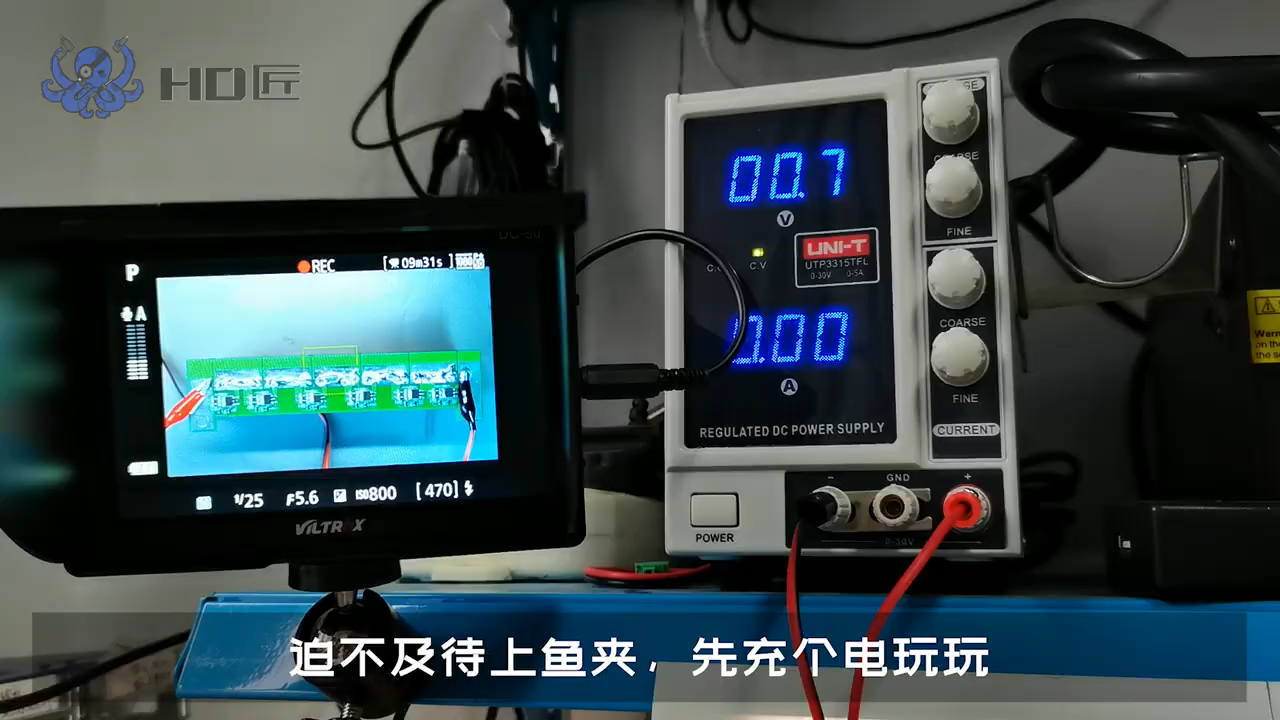 HD匠
DC-50
P
REC
[ 09m31s ]
A
1/25
F5.6
ISO800
[470]
VILTROX
00.7
V
C.V
UNI-T
UTP3315TFL
0-30V 0-5A
0.00
A
REGULATED DC POWER SUPPLY
COARSE
FINE
COARSE
FINE
CURRENT
POWER
-
GND
+
0-30V
迫不及待上鱼夹，先充个电玩玩